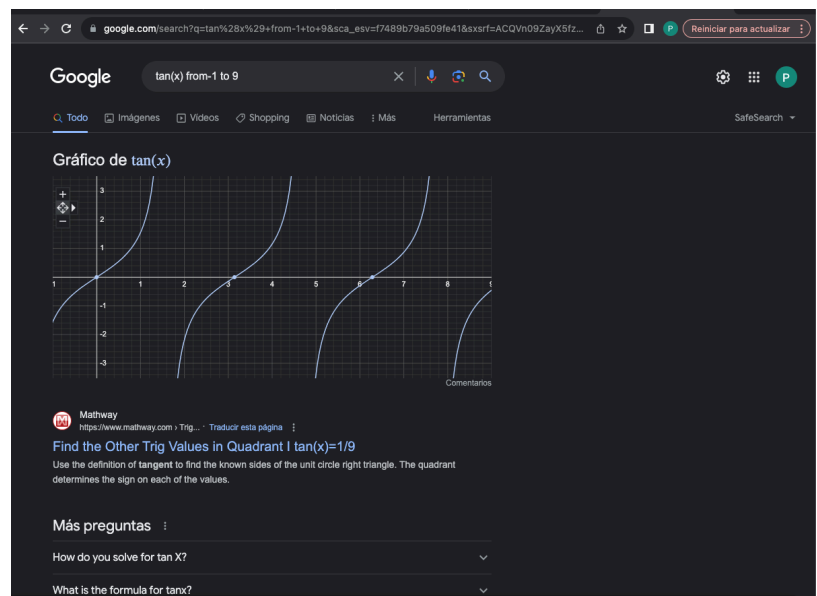 google.com/search?q=tan%28x%29+from-1+to+9&sca_esv=f7489b79a509fe41&sxsrf=ACQVn09ZayX5fz...
Reiniciar para actualizar
P
Google
tan(x) from-1 to 9
P
Todo
Imágenes
Videos
Shopping
Noticias
Más
Herramientas
SafeSearch
Gráfico de tan(x)
+
−
3
2
1
1
1
2
3
4
5
6
7
8
-1
-2
-3
Comentarios
Mathway
https://www.mathway.com › Trig... · Traducir esta página
Find the Other Trig Values in Quadrant I tan(x)=1/9
Use the definition of tangent to find the known sides of the unit circle right triangle. The quadrant
determines the sign on each of the values.
Más preguntas
How do you solve for tan X?
What is the formula for tanx?